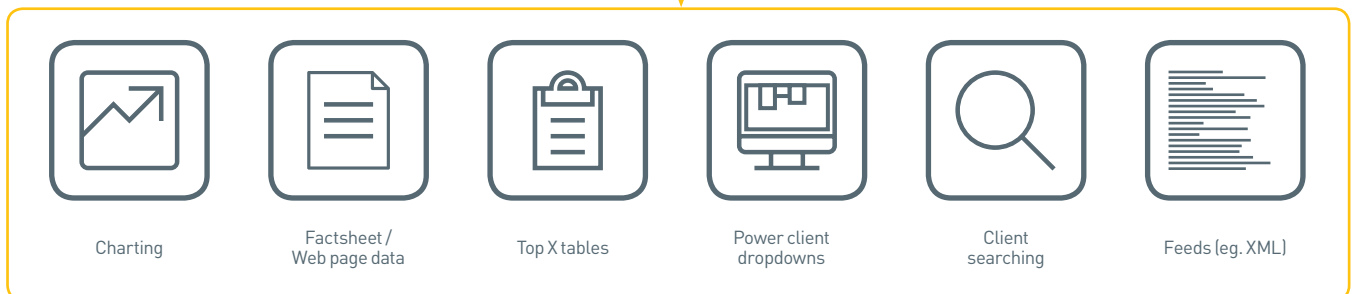 Charting
Factsheet /
Web page data
Top X tables
Power client
dropdowns
Client
searching
Feeds (eg. XML)